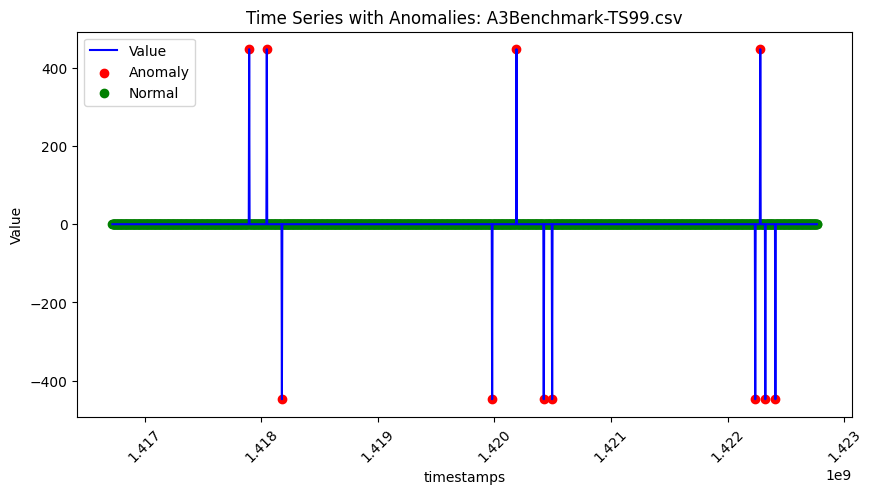 Time Series with Anomalies: A3Benchmark-TS99.csv
Value
Anomaly
Normal
400
200
0
−200
−400
Value
1.417
1.418
1.419
1.420
1.421
1.422
1.423
timestamps
1e9